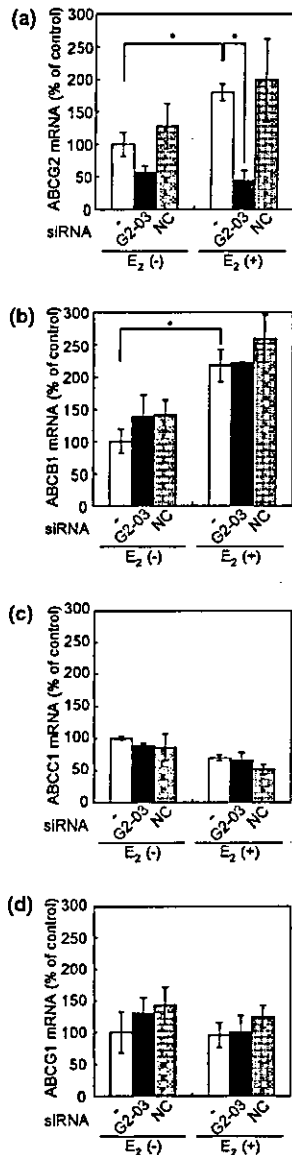 (a)
ABCG2 mRNA (% of control)
300
250
200
150
100
50
0
*
*
siRNA
- G2-03 NC - G2-03 NC
E2 (-) E2 (+)
(b)
ABCB1 mRNA (% of control)
300
250
200
150
100
50
0
*
siRNA
- G2-03 NC - G2-03 NC
E2 (-) E2 (+)
(c)
ABCC1 mRNA (% of control)
300
250
200
150
100
50
0
siRNA
- G2-03 NC - G2-03 NC
E2 (-) E2 (+)
(d)
ABCG1 mRNA (% of control)
300
250
200
150
100
50
0
siRNA
- G2-03 NC - G2-03 NC
E2 (-) E2 (+)